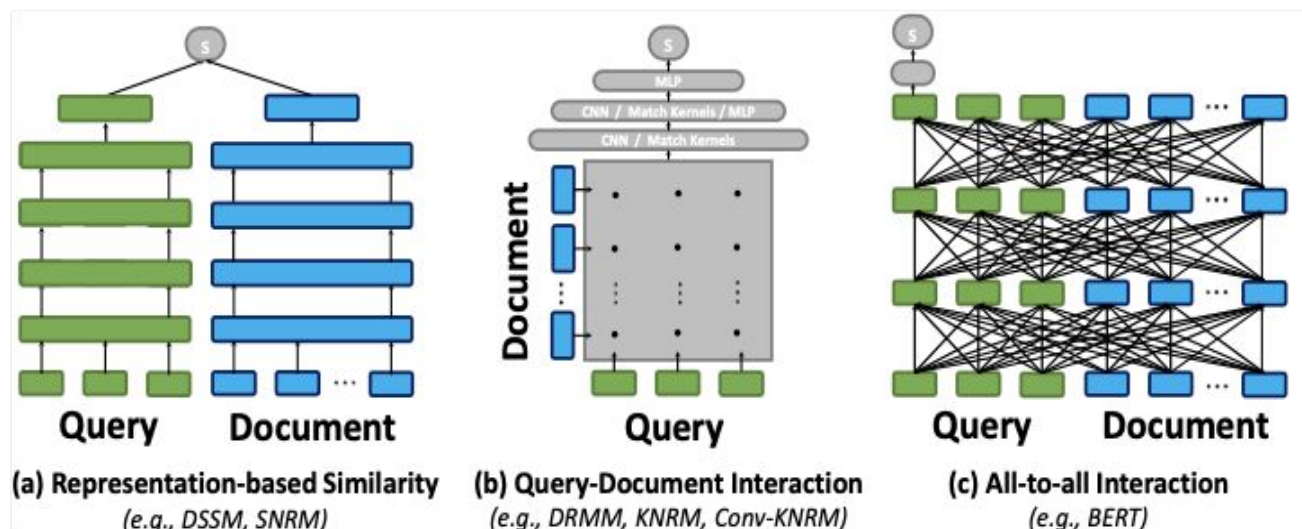 S
Query
Document
(a) Representation-based Similarity
(e.g., DSSM, SNRM)
S
MLP
CNN / Match Kernels / MLP
CNN / Match Kernels
Document
Query
(b) Query-Document Interaction
(e.g., DRMM, KNRM, Conv-KNRM)
S
Query
Document
(c) All-to-all Interaction
(e.g., BERT)